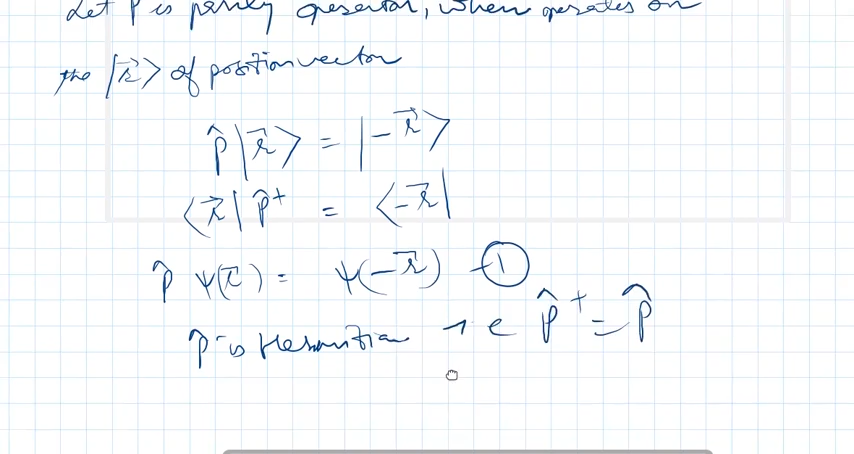 Let P is parity operator, when operates on
the |r⃗⟩ of position vector
P̂|r⃗⟩ = |-r⃗⟩
⟨r⃗|P̂⁺ = ⟨-r⃗|
P̂ ψ(r⃗) = ψ(-r⃗) - ①
P̂ is Hermitian i.e P̂⁺ = P̂